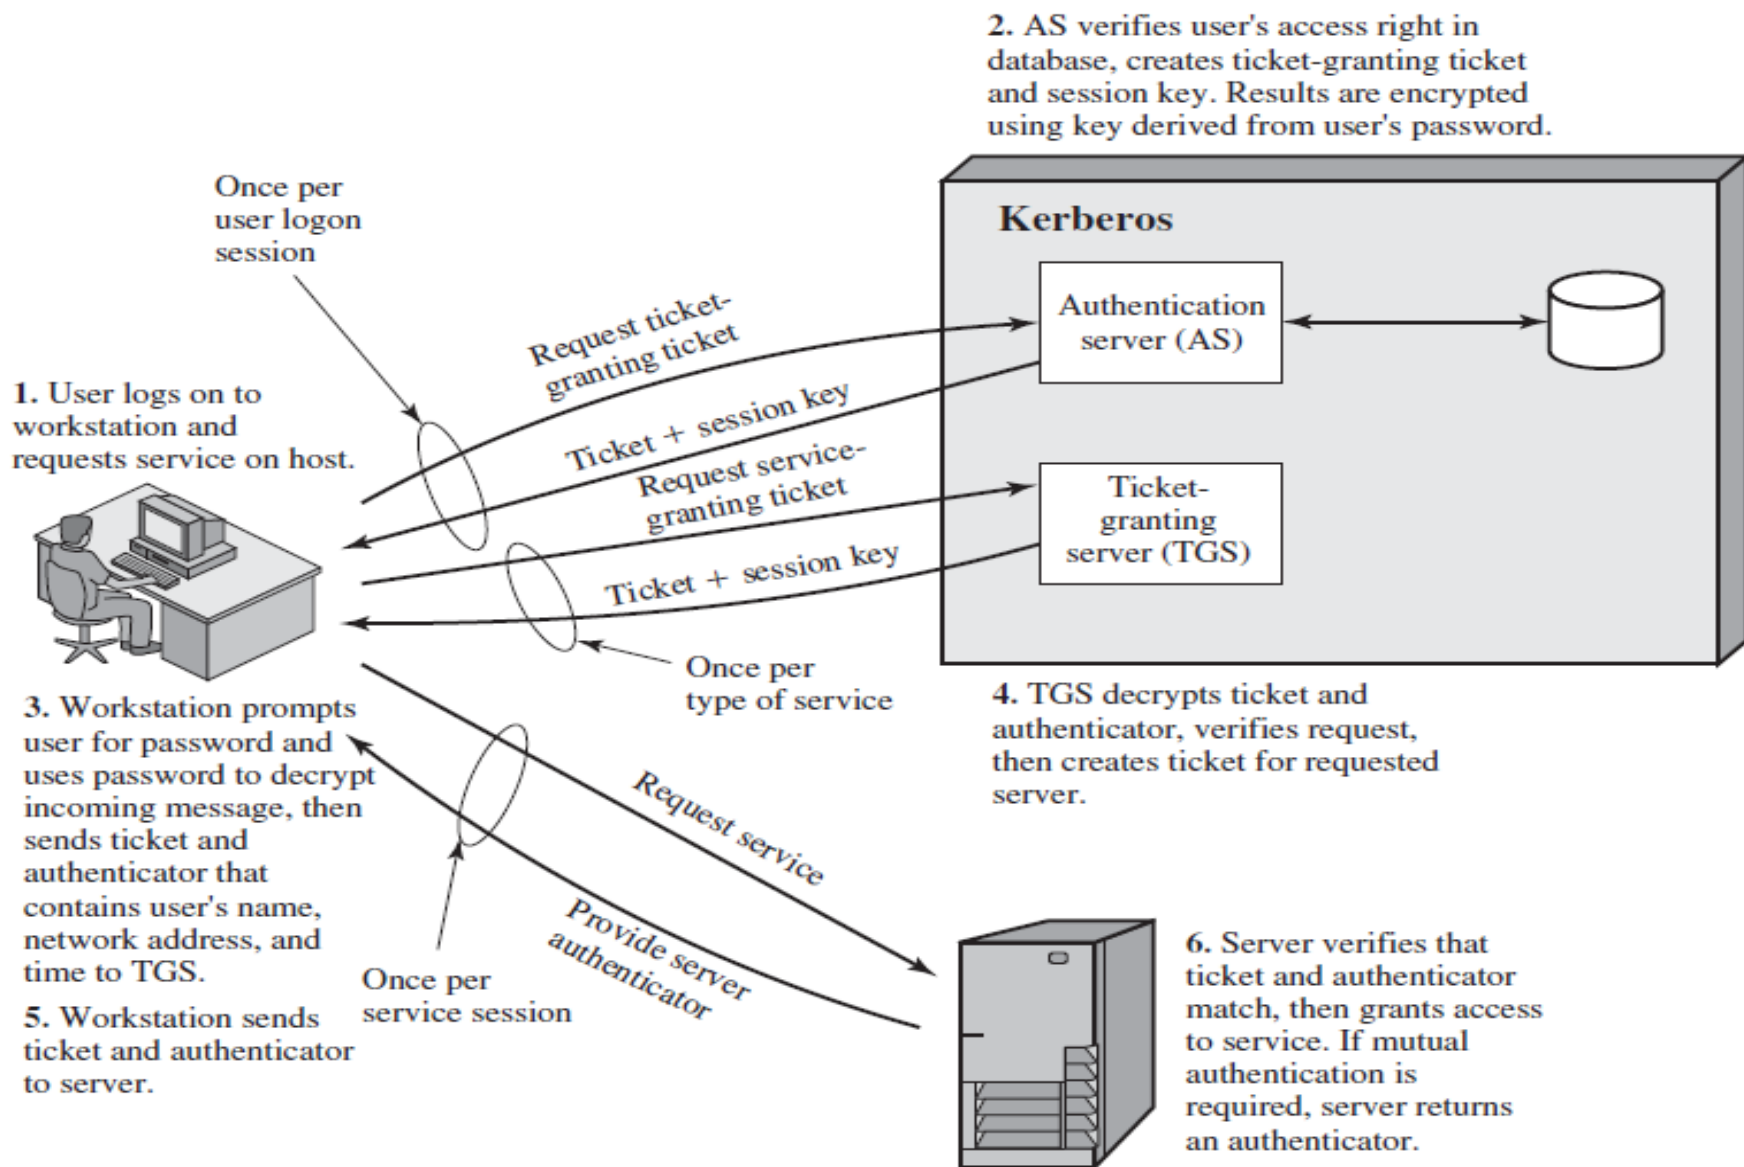 2. AS verifies user's access right in
database, creates ticket-granting ticket
and session key. Results are encrypted
using key derived from user's password.
Once per
user logon
session
Kerberos
Authentication
server (AS)
Request ticket-
granting ticket
1. User logs on to
workstation and
requests service on host.
Ticket + session key
Request service-
granting ticket
Ticket-
granting
server (TGS)
Ticket + session key
Once per
type of service
3. Workstation prompts
user for password and
uses password to decrypt
incoming message, then
sends ticket and
authenticator that
contains user's name,
network address, and
time to TGS.
4. TGS decrypts ticket and
authenticator, verifies request,
then creates ticket for requested
server.
Request service
Provide server
authenticator
Once per
service session
5. Workstation sends
ticket and authenticator
to server.
6. Server verifies that
ticket and authenticator
match, then grants access
to service. If mutual
authentication is
required, server returns
an authenticator.